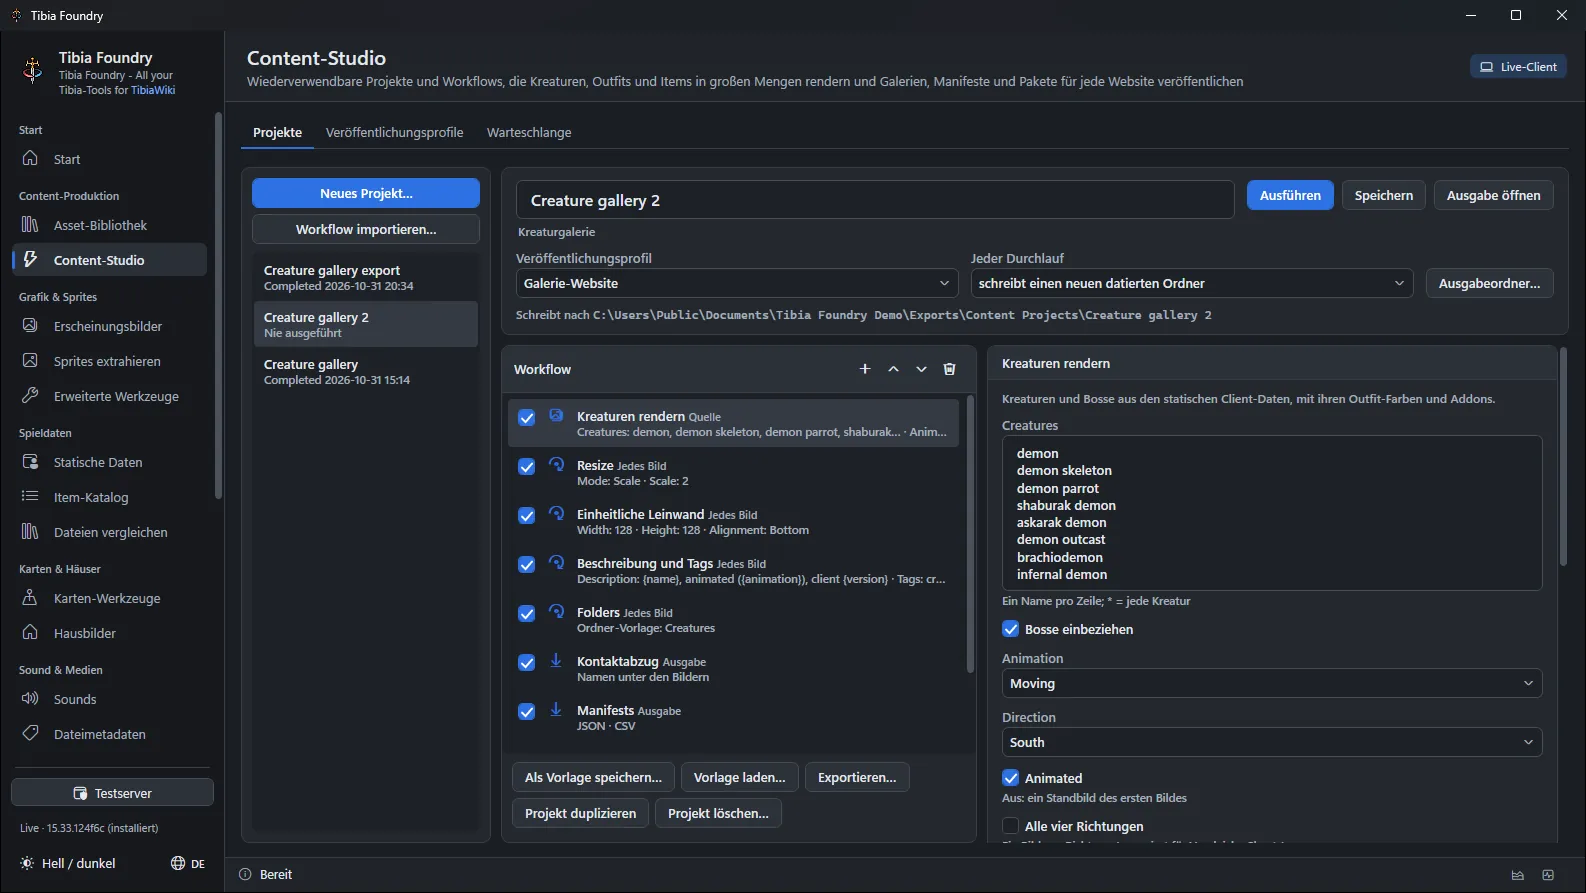 Tibia Foundry
Tibia Foundry
Tibia Foundry - All your
Tibia-Tools for TibiaWiki
Start
Start
Content-Produktion
Asset-Bibliothek
Content-Studio
Grafik & Sprites
Erscheinungsbilder
Sprites extrahieren
Erweiterte Werkzeuge
Spieldaten
Statische Daten
Item-Katalog
Dateien vergleichen
Karten & Häuser
Karten-Werkzeuge
Hausbilder
Sound & Medien
Sounds
Dateimetadaten
Testserver
Live · 15.33.124f6c (installiert)
Hell / dunkel
DE
Content-Studio
Wiederverwendbare Projekte und Workflows, die Kreaturen, Outfits und Items in großen Mengen rendern und Galerien, Manifeste und Pakete für jede Website veröffentlichen
Live-Client
Projekte
Veröffentlichungsprofile
Warteschlange
Neues Projekt...
Workflow importieren...
Creature gallery export
Completed 2026-10-31 20:34
Creature gallery 2
Nie ausgeführt
Creature gallery
Completed 2026-10-31 15:14
Creature gallery 2
Ausführen
Speichern
Ausgabe öffnen
Kreaturgalerie
Veröffentlichungsprofil
Galerie-Website
Jeder Durchlauf
schreibt einen neuen datierten Ordner
Ausgabeordner...
Schreibt nach C:\Users\Public\Documents\Tibia Foundry Demo\Exports\Content Projects\Creature gallery 2
Workflow
Kreaturen rendern Quelle
Creatures: demon, demon skeleton, demon parrot, shaburak... · Anim...
Resize Jedes Bild
Mode: Scale · Scale: 2
Einheitliche Leinwand Jedes Bild
Width: 128 · Height: 128 · Alignment: Bottom
Beschreibung und Tags Jedes Bild
Description: {name}, animated ({animation}), client {version} · Tags: cr...
Folders Jedes Bild
Ordner-Vorlage: Creatures
Kontaktabzug Ausgabe
Namen unter den Bildern
Manifests Ausgabe
JSON · CSV
Als Vorlage speichern...
Vorlage laden...
Exportieren...
Projekt duplizieren
Projekt löschen...
Kreaturen rendern
Kreaturen und Bosse aus den statischen Client-Daten, mit ihren Outfit-Farben und Addons.
Creatures
demon
demon skeleton
demon parrot
shaburak demon
askarak demon
demon outcast
brachiodemon
infernal demon
Ein Name pro Zeile; * = jede Kreatur
Bosse einbeziehen
Animation
Moving
Direction
South
Animated
Aus: ein Standbild des ersten Bildes
Alle vier Richtungen
Bereit